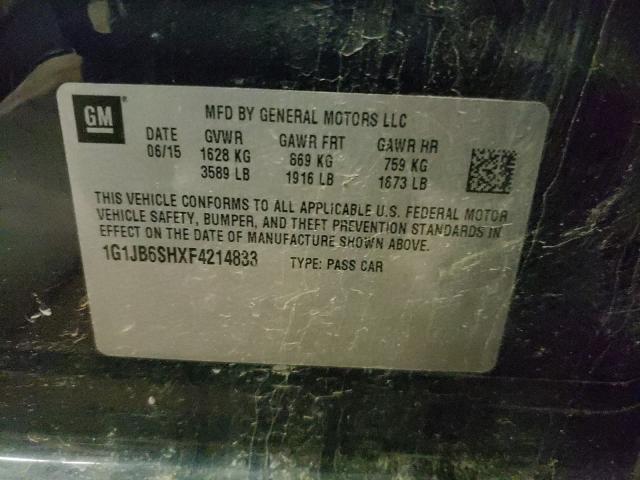 GM
MFD BY GENERAL MOTORS LLC
DATE GVWR GAWR FRT GAWR RR
06/15 1628 KG 869 KG 759 KG
3589 LB 1916 LB 1673 LB
THIS VEHICLE CONFORMS TO ALL APPLICABLE U.S. FEDERAL MOTOR
VEHICLE SAFETY, BUMPER, AND THEFT PREVENTION STANDARDS IN
EFFECT ON THE DATE OF MANUFACTURE SHOWN ABOVE.
1G1JB6SHXF4214833 TYPE: PASS CAR